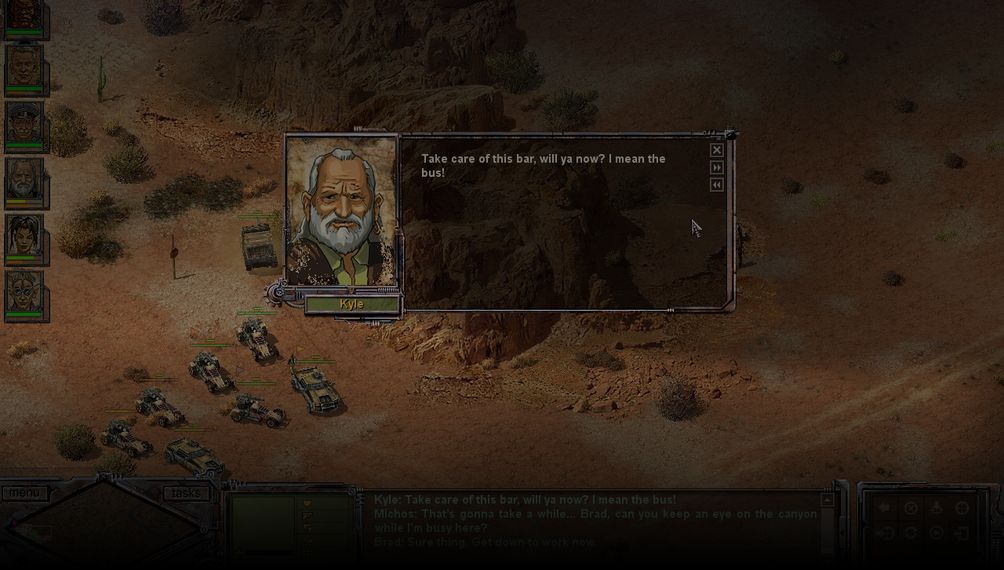 Take care of this bar, will ya now? I mean the
bus!
Kyle
menu
tasks
Kyle: Take care of this bar, will ya now? I mean the bus!
Michos: That's gonna take a while... Brad, can you keep an eye on the canyon
while I'm busy here?
Brad: Sure thing. Get down to work now.